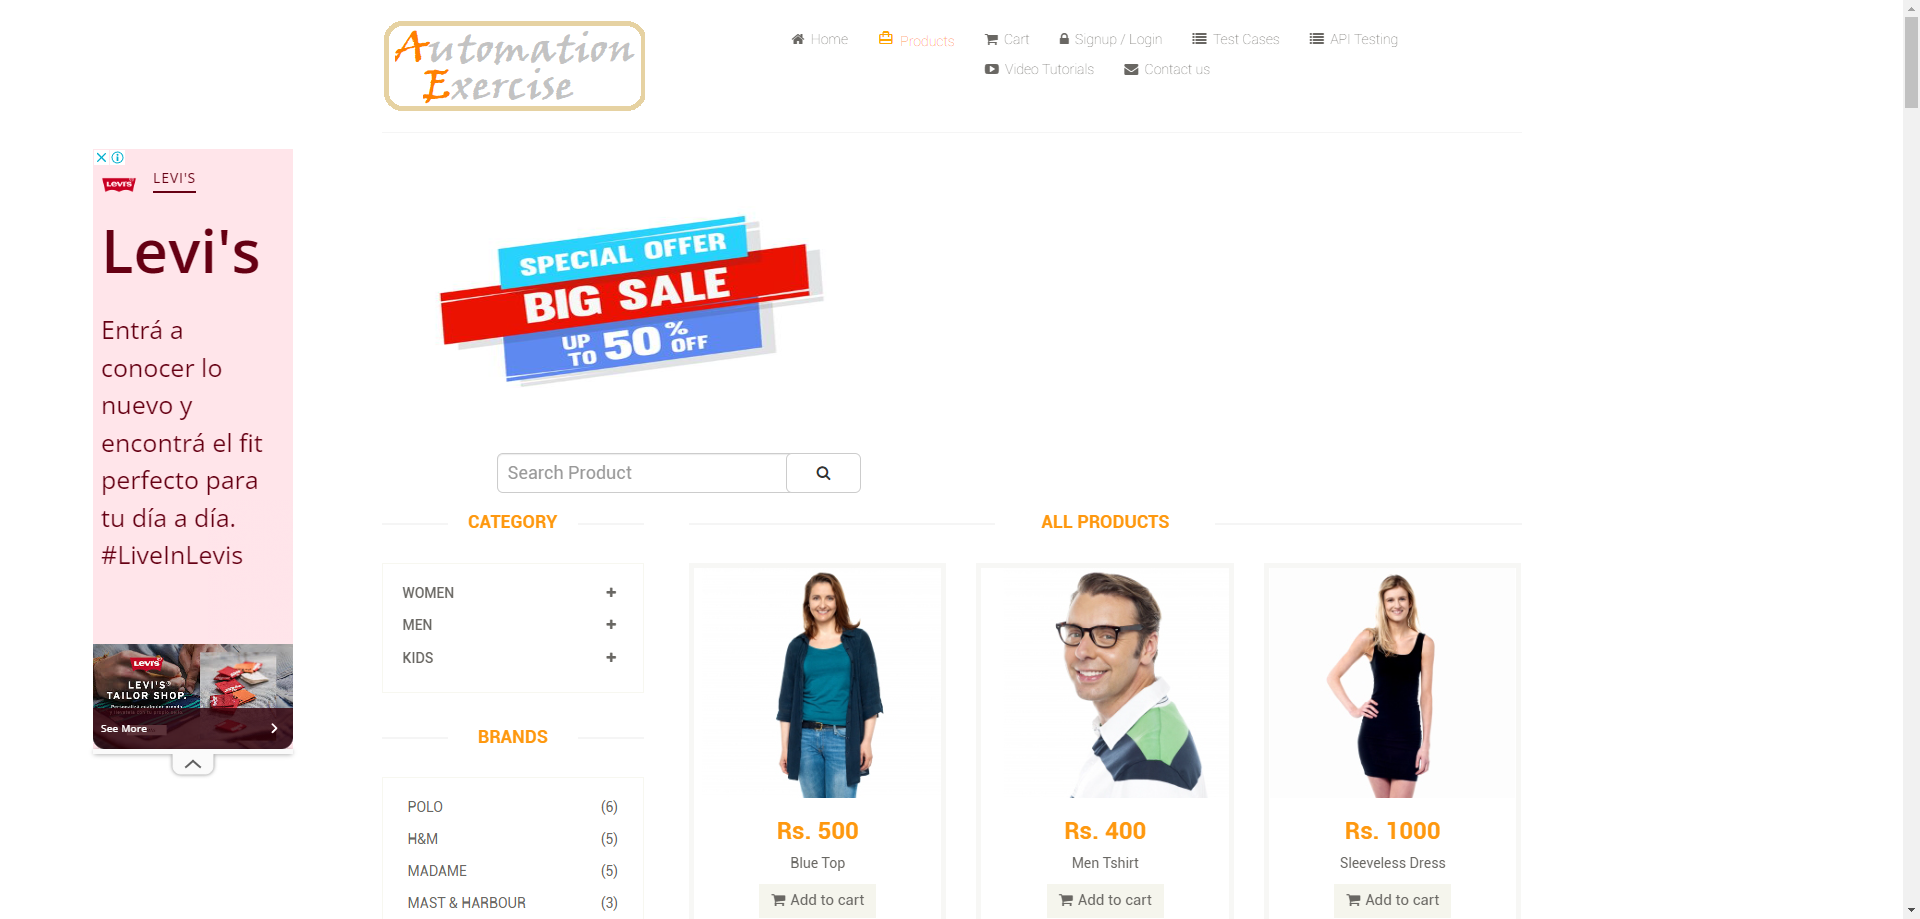 Automation
Exercise
Home
Products
Cart
Signup / Login
Test Cases
API Testing
Video Tutorials
Contact us
LEVI'S
Levi's
Entrá a
conocer lo
nuevo y
encontrá el fit
perfecto para
tu día a día.
#LiveInLevis
Levi's
LEVI'S®
TAILOR SHOP.
See More
SPECIAL OFFER
BIG SALE
UP TO 50% OFF
Search Product
CATEGORY
WOMEN
MEN
KIDS
BRANDS
POLO (6)
H&M (5)
MADAME (5)
MAST & HARBOUR (3)
ALL PRODUCTS
Rs. 500
Blue Top
Add to cart
Rs. 400
Men Tshirt
Add to cart
Rs. 1000
Sleeveless Dress
Add to cart